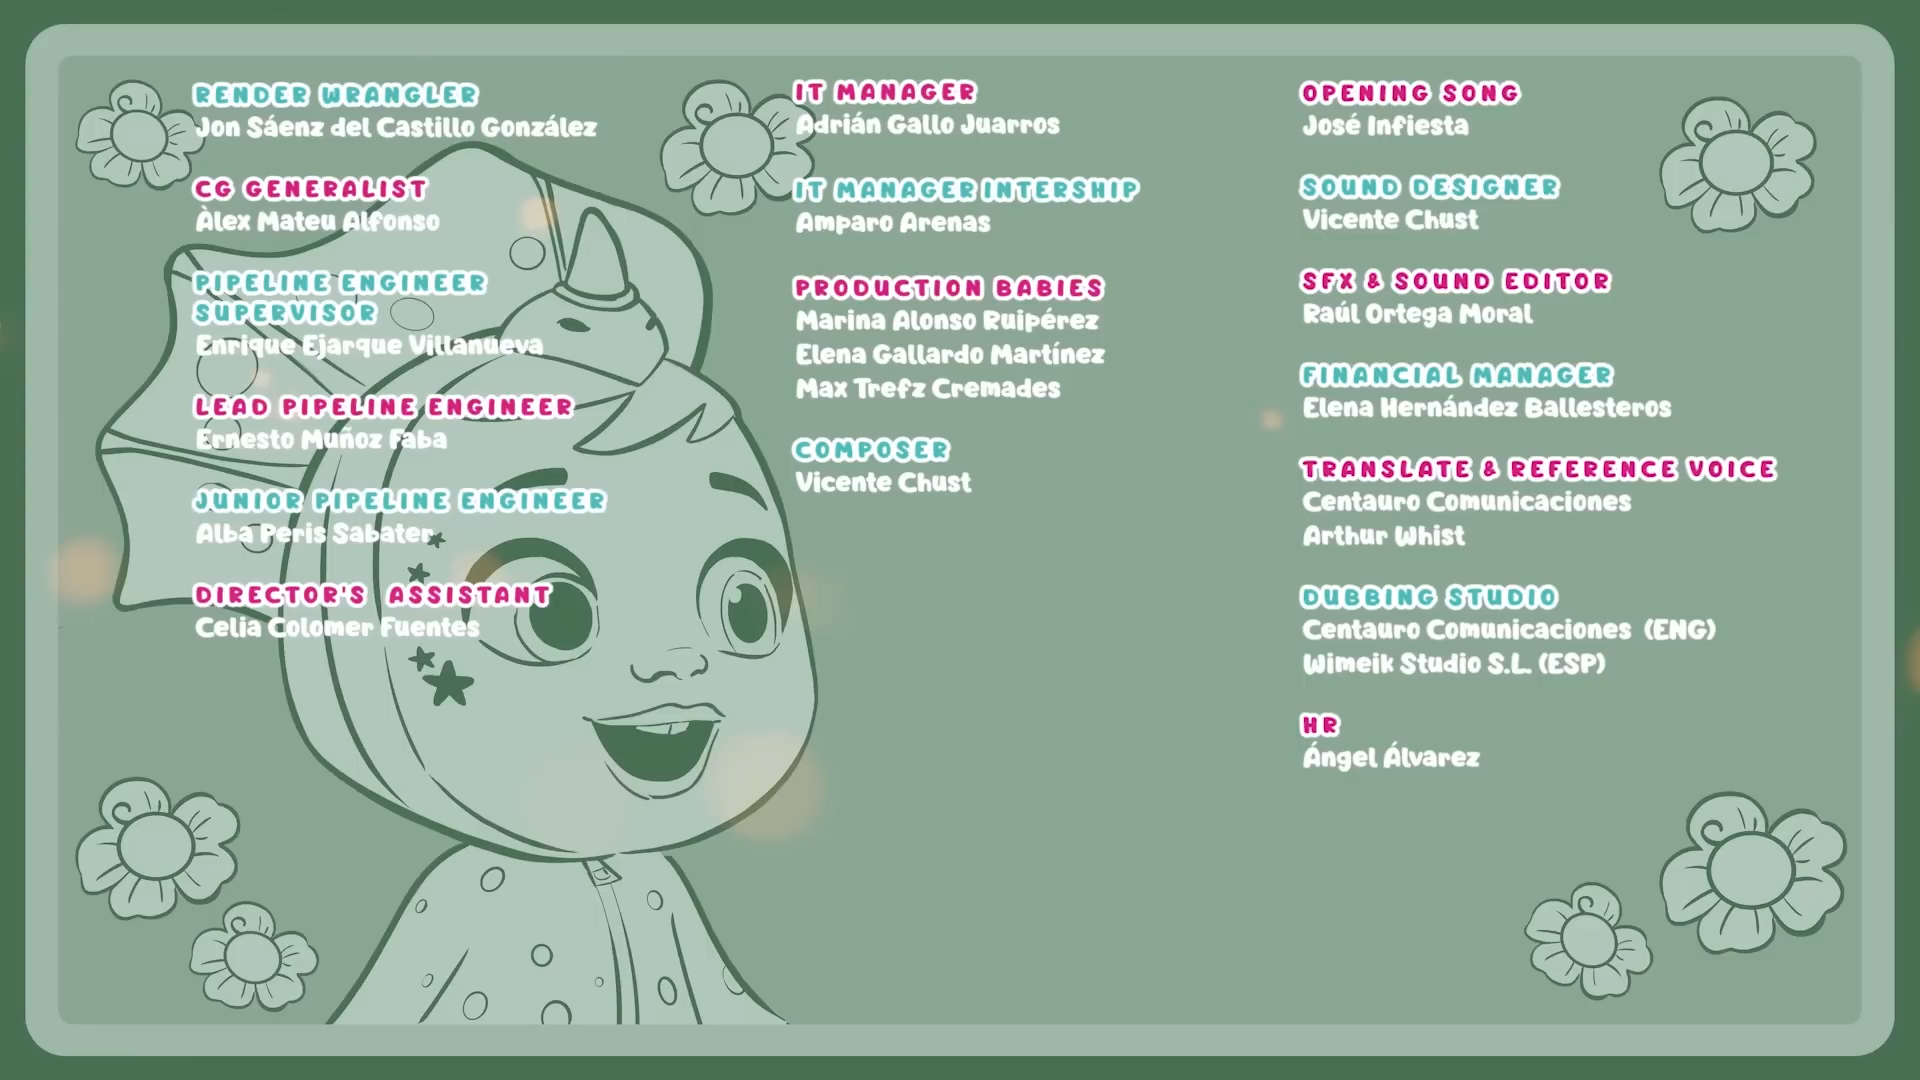 RENDER WRANGLER
Jon Sáenz del Castillo González
CG GENERALIST
Àlex Mateu Alfonso
PIPELINE ENGINEER
SUPERVISOR
Enrique Ejarque Villanueva
LEAD PIPELINE ENGINEER
Ernesto Muñoz Faba
JUNIOR PIPELINE ENGINEER
Alba Peris Sabater
DIRECTOR'S ASSISTANT
Celia Colomer Fuentes
IT MANAGER
Adrián Gallo Juarros
IT MANAGER INTERSHIP
Amparo Arenas
PRODUCTION BABIES
Marina Alonso Ruipérez
Elena Gallardo Martínez
Max Trefz Cremades
COMPOSER
Vicente Chust
OPENING SONG
José Infiesta
SOUND DESIGNER
Vicente Chust
SFX & SOUND EDITOR
Raúl Ortega Moral
FINANCIAL MANAGER
Elena Hernández Ballesteros
TRANSLATE & REFERENCE VOICE
Centauro Comunicaciones
Arthur Whist
DUBBING STUDIO
Centauro Comunicaciones (ENG)
Wimeik Studio S.L. (ESP)
HR
Ángel Álvarez